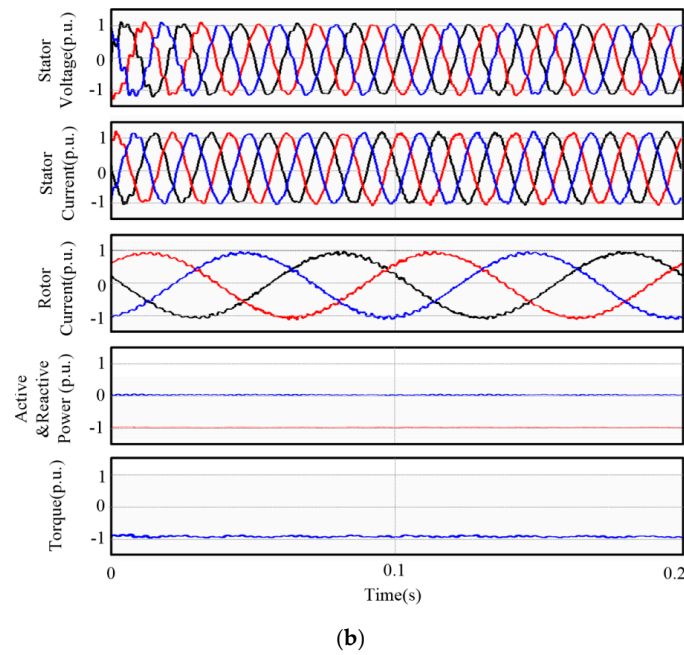 Stator
Voltage(p.u.)
1
0
-1
Stator
Current(p.u.)
1
0
-1
Rotor
Current(p.u.)
1
0
-1
Active
&Reactive
Power (p.u.)
1
0
-1
Torque(p.u.)
1
0
-1
0
0.1
0.2
Time(s)
(b)